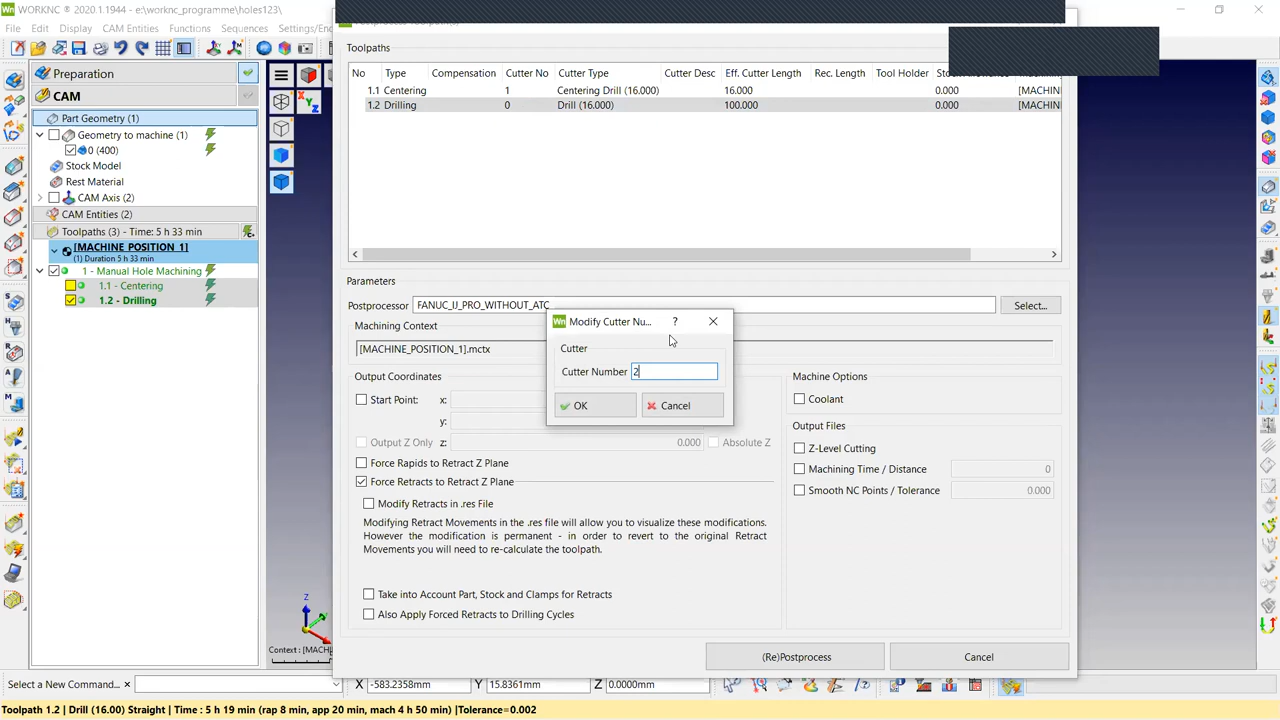 WORKNC ® 2020.1.1944 - e:\worknc_programme\holes123\
File Edit Display CAM Entities Functions Sequences Settings/En
Preparation
CAM
Part Geometry (1)
Geometry to machine (1)
0 (400)
Stock Model
Rest Material
CAM Axis (2)
CAM Entities (2)
Toolpaths (3) - Time: 5 h 33 min
[MACHINE_POSITION_1]
(1) Duration 5 h 33 min
1 - Manual Hole Machining
1.1 - Centering
1.2 - Drilling
Toolpaths
No Type Compensation Cutter No Cutter Type Cutter Desc Eff. Cutter Length Rec. Length Tool Holder
1.1 Centering 1 Centering Drill (16.000) 16.000 0.000 [MACHIN
1.2 Drilling 0 Drill (16.000) 100.000 0.000 [MACHIN
Parameters
Postprocessor FANUC_U_PRO_WITHOUT_ATC Select...
Machining Context
[MACHINE_POSITION_1].mctx
Modify Cutter Nu... ?
Cutter
Cutter Number 2
OK Cancel
Output Coordinates
Start Point: x:
y:
Output Z Only z: 0.000 Absolute Z
Force Rapids to Retract Z Plane
Force Retracts to Retract Z Plane
Modify Retracts in .res File
Modifying Retract Movements in the .res file will allow you to visualize these modifications.
However the modification is permanent - in order to revert to the original Retract
Movements you will need to re-calculate the toolpath.
Take into Account Part, Stock and Clamps for Retracts
Also Apply Forced Retracts to Drilling Cycles
Machine Options
Coolant
Output Files
Z-Level Cutting
Machining Time / Distance 0
Smooth NC Points / Tolerance 0.000
(Re)Postprocess Cancel
Z
Context : [MACH
Select a New Command... X -583.2358mm Y 15.8361mm Z 0.0000mm
Toolpath 1.2 | Drill (16.00) Straight | Time : 5 h 19 min (rap 8 min, app 20 min, mach 4 h 50 min) |Tolerance=0.002